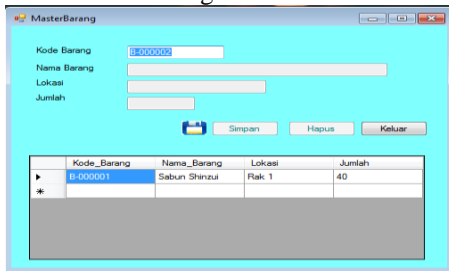 MasterBarang
Kode Barang B-000002
Nama Barang
Lokasi
Jumlah
Simpan Hapus Keluar
Kode_Barang Nama_Barang Lokasi Jumlah
B-000001 Sabun Shinzui Rak 1 40